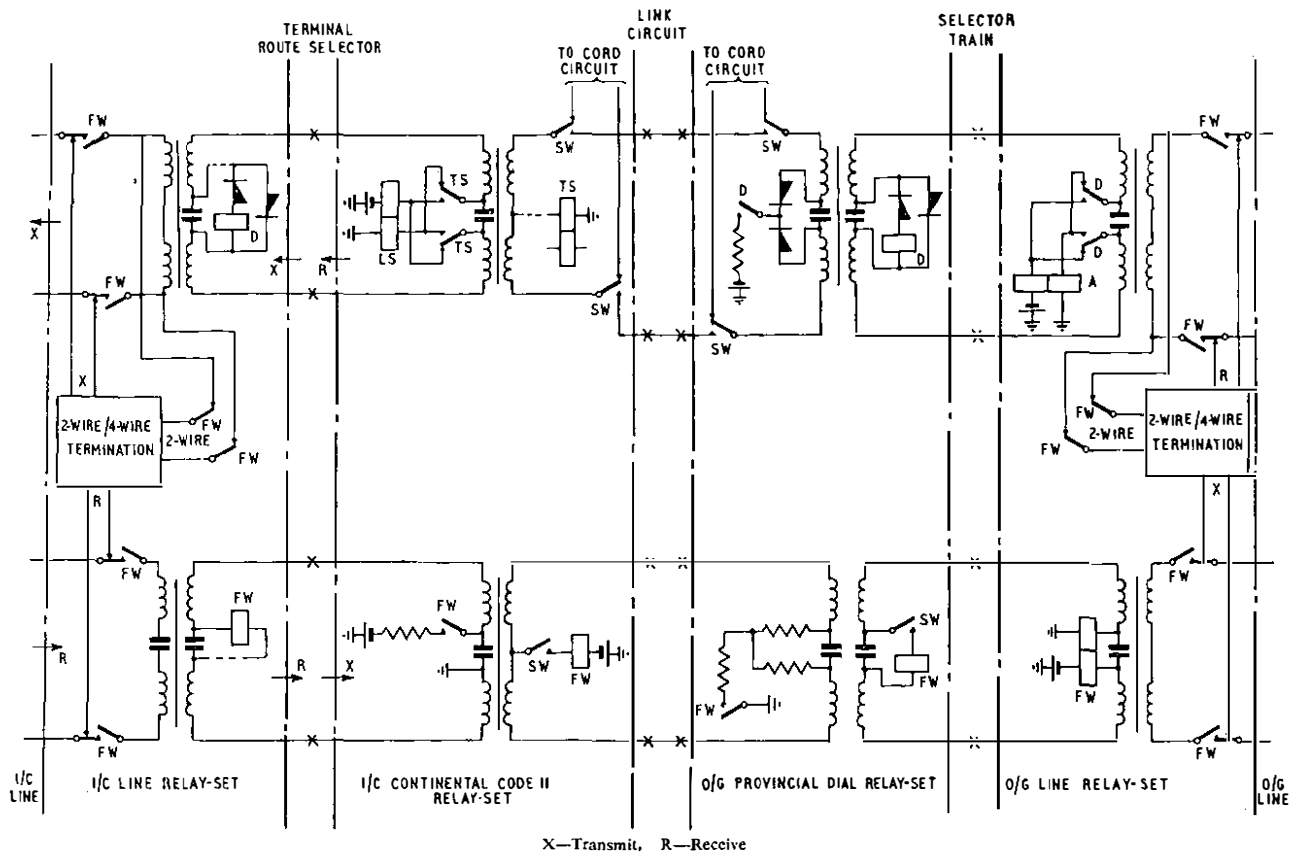 TERMINAL
ROUTE SELECTOR
LINK
CIRCUIT
SELECTOR
TRAIN
TO CORD
CIRCUIT
TO CORD
CIRCUIT
FW
FW
X
D
X
R
LS
TS
TS
TS
SW
SW
SW
SW
D
D
D
D
A
FW
FW
R
X
2-WIRE/4-WIRE
TERMINATION
2-WIRE
FW
FW
R
FW
2-WIRE
FW
2-WIRE/4-WIRE
TERMINATION
X
FW
FW
R
FW
R
X
FW
SW
FW
FW
SW
FW
FW
FW
FW
I/C
LINE
I/C LINE RELAY-SET
I/C CONTINENTAL CODE II
RELAY-SET
O/G PROVINCIAL DIAL RELAY-SET
O/G LINE RELAY-SET
O/G
LINE
X—Transmit, R—Receive